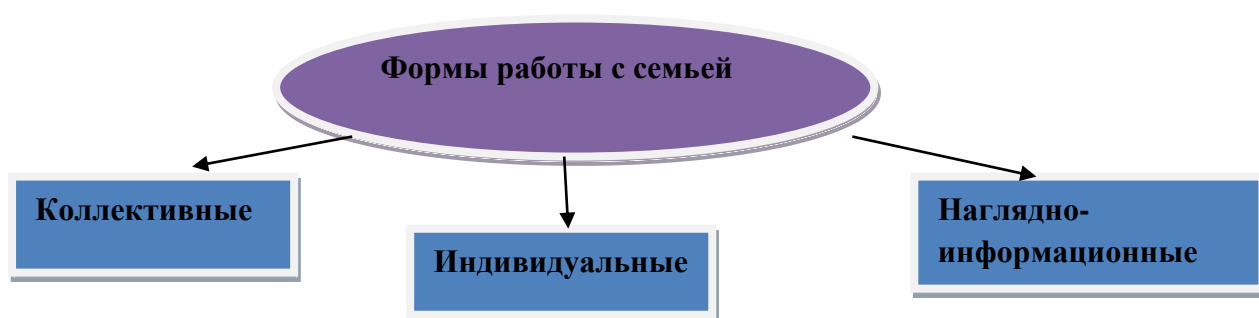 Формы работы с семьей
Коллективные
Индивидуальные
Наглядно-
информационные